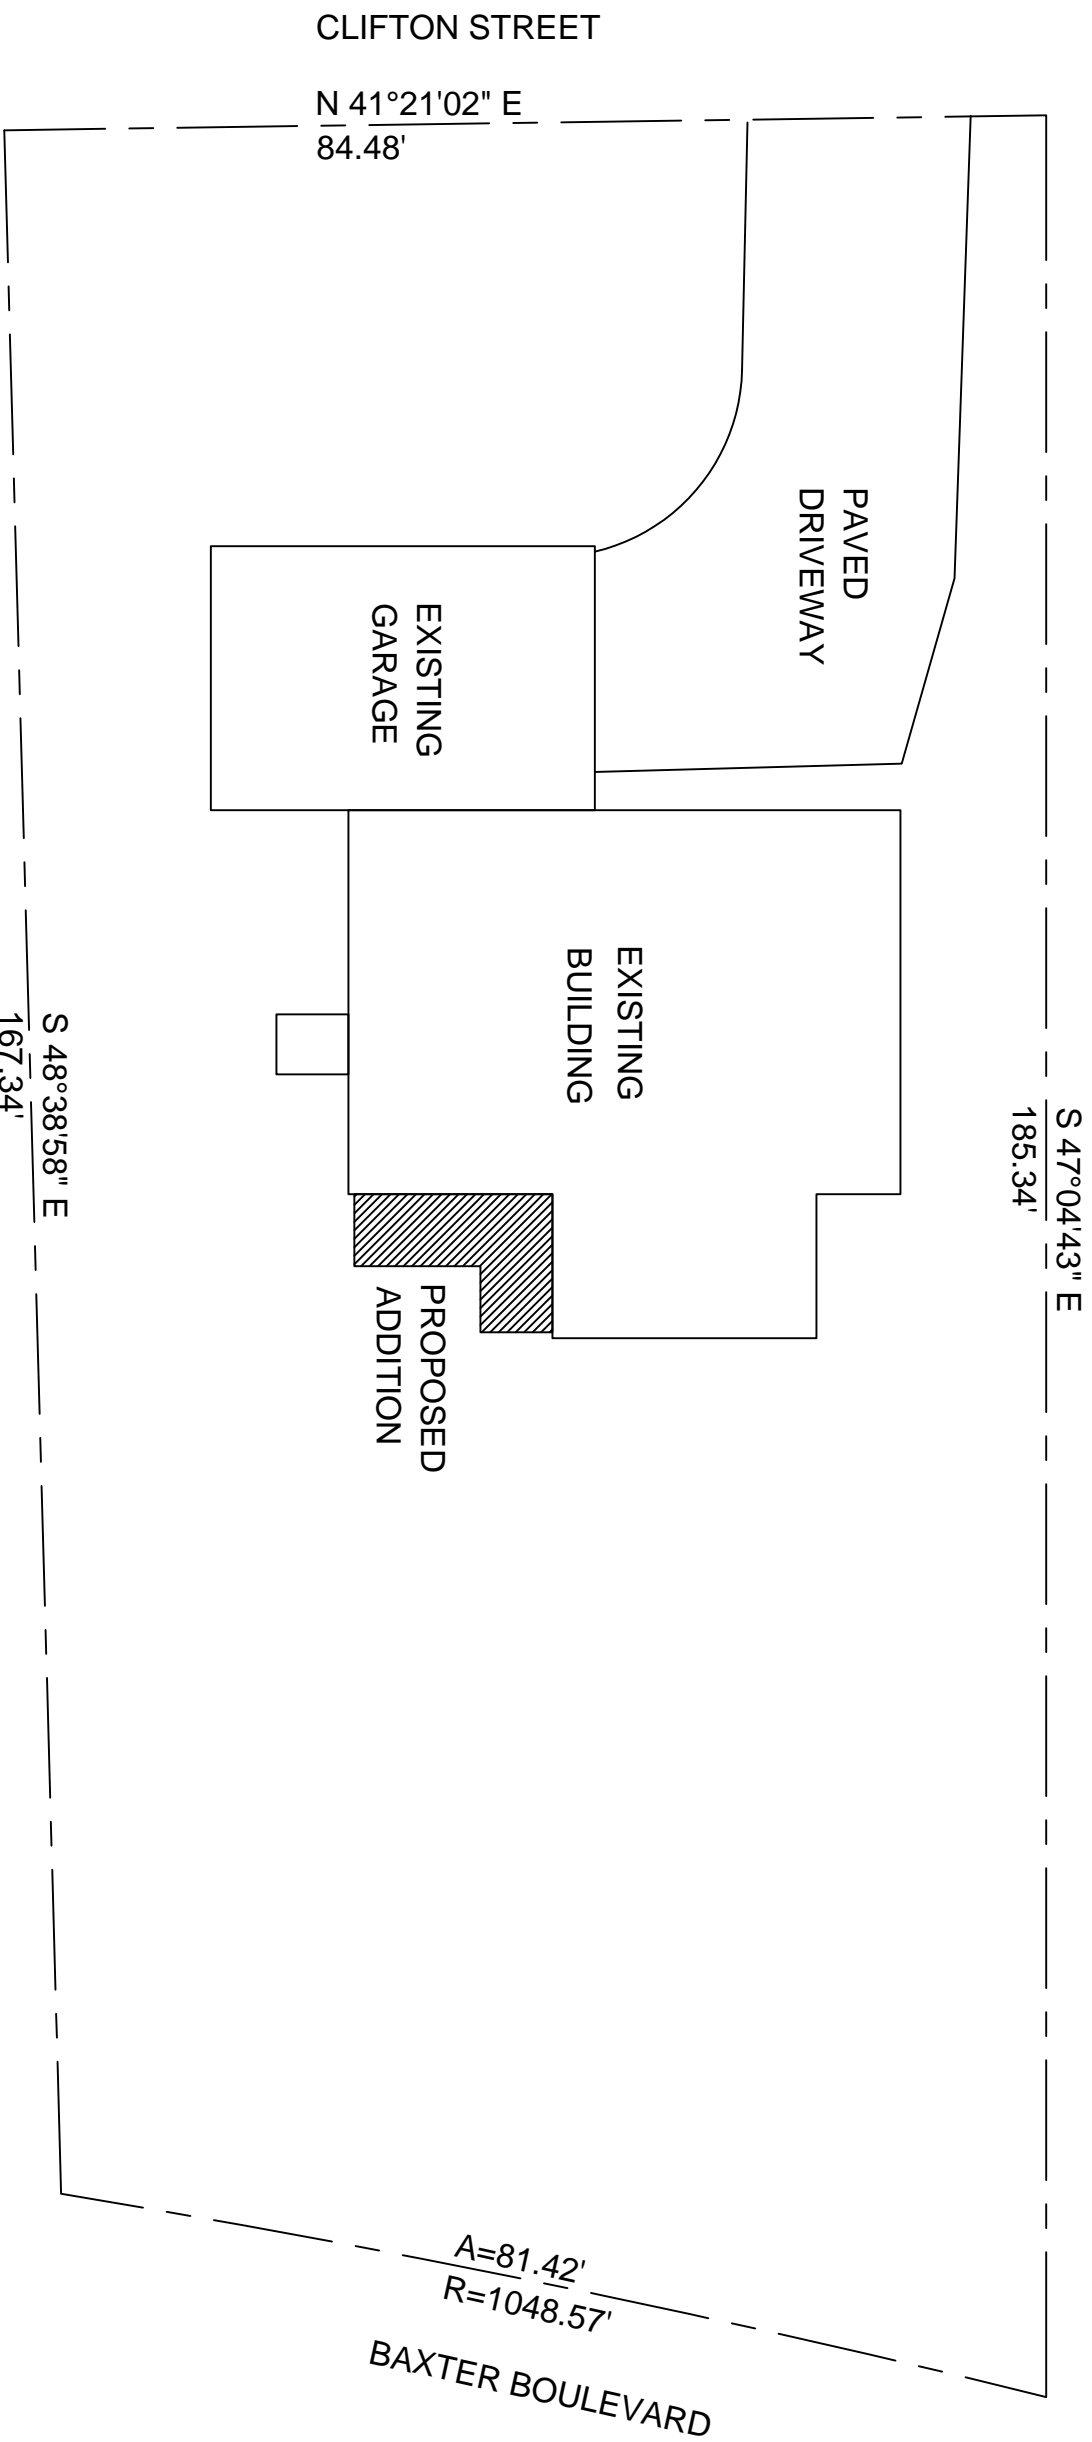 CLIFTON STREET
N 41°21'02" E
84.48'
PAVED
DRIVEWAY
EXISTING
GARAGE
EXISTING
BUILDING
S 48°38'58" E
167.34'
S 47°04'43" E
185.34'
PROPOSED
ADDITION
A=81.42'
R=1048.57'
BAXTER BOULEVARD